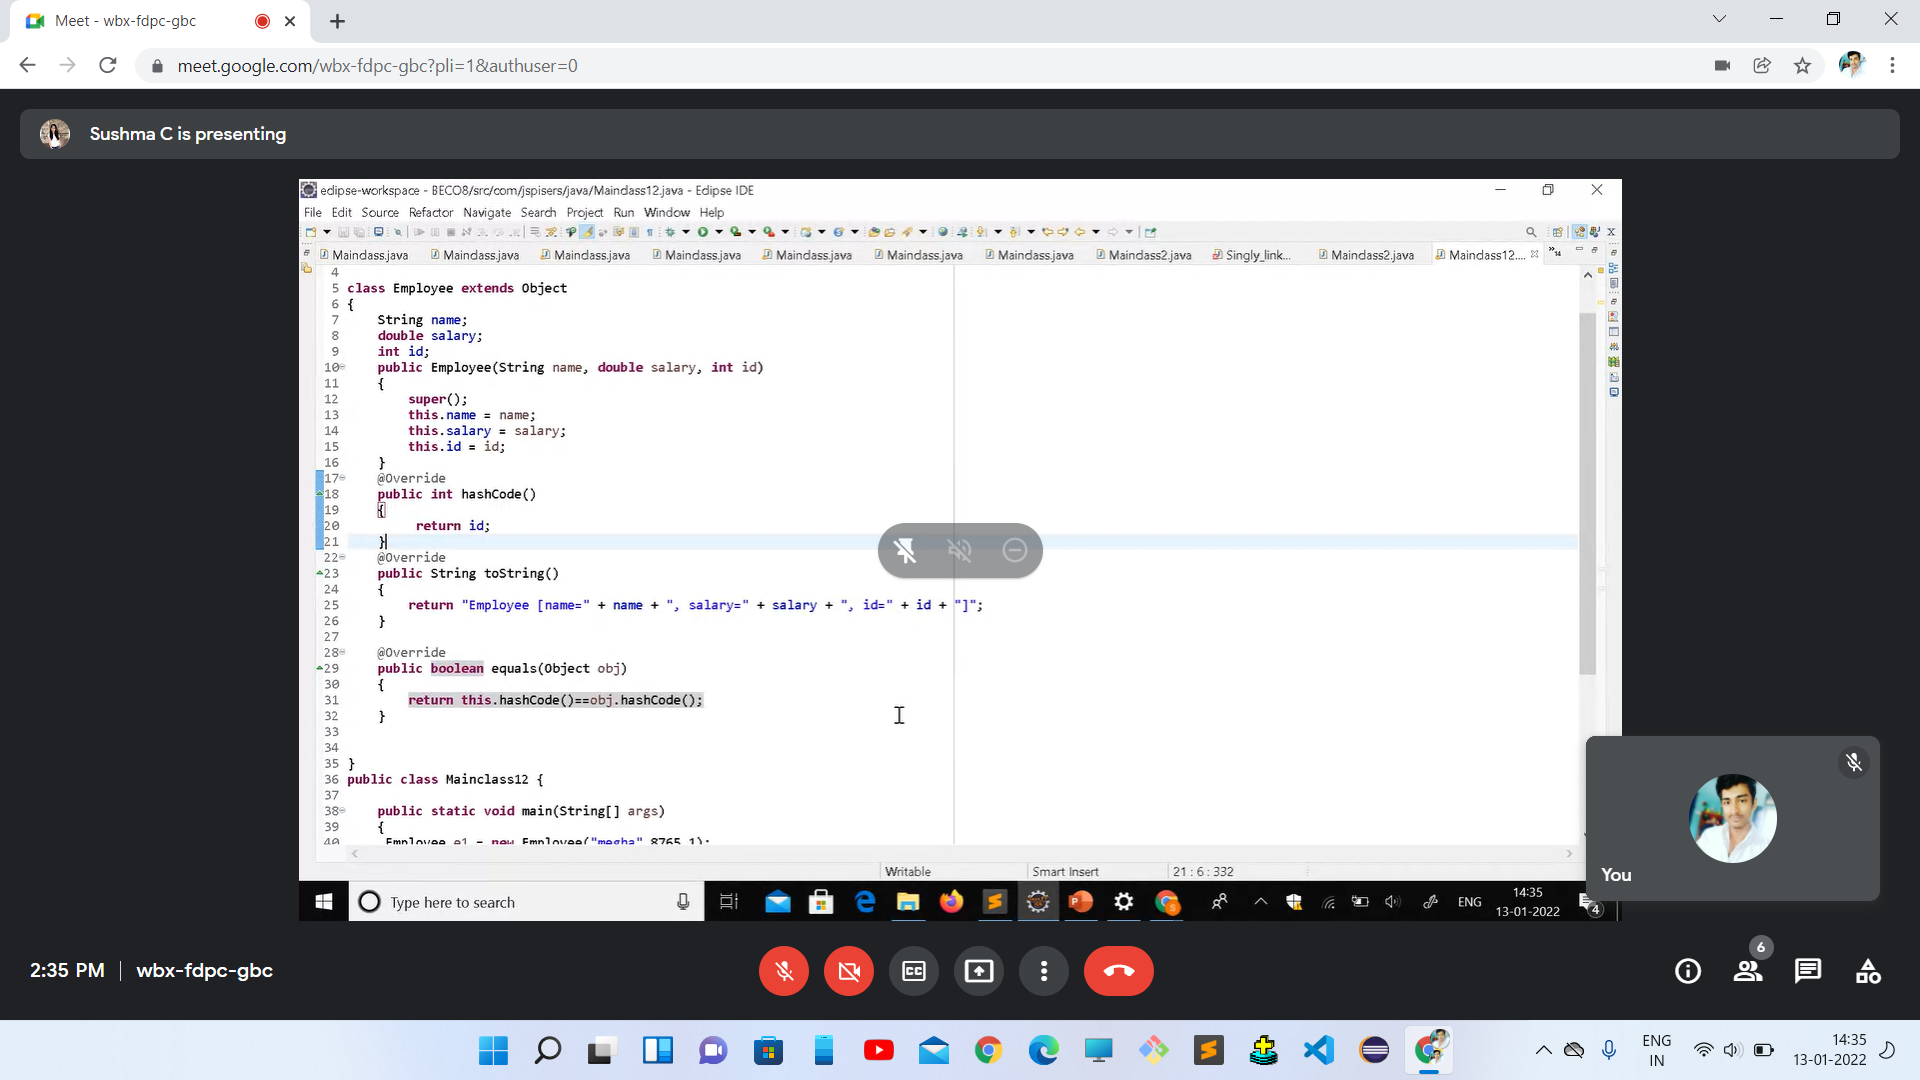 Meet - wbx-fdpc-gbc
meet.google.com/wbx-fdpc-gbc?pli=1&authuser=0
Sushma C is presenting
eclipse-workspace - BECO8/src/com/jspisers/java/Mainclass12.java - Eclipse IDE
File Edit Source Refactor Navigate Search Project Run Window Help
Mainclass.java Mainclass.java Mainclass.java Mainclass.java Mainclass.java Mainclass.java Mainclass.java Mainclass2.java Singly_link... Mainclass2.java Mainclass12.... »14
4
5 class Employee extends Object
6 {
7 String name;
8 double salary;
9 int id;
10 public Employee(String name, double salary, int id)
11 {
12 super();
13 this.name = name;
14 this.salary = salary;
15 this.id = id;
16 }
17 @Override
18 public int hashCode()
19 {
20 return id;
21 }
22 @Override
23 public String toString()
24 {
25 return "Employee [name=" + name + ", salary=" + salary + ", id=" + id + "]";
26 }
27
28 @Override
29 public boolean equals(Object obj)
30 {
31 return this.hashCode()==obj.hashCode();
32 }
33
34
35 }
36 public class Mainclass12 {
37
38 public static void main(String[] args)
39 {
40 Employee e1 = new Employee("megha",8765,1);
Writable Smart Insert 21 : 6 : 332
Type here to search
ENG
14:35
13-01-2022
4
You
2:35 PM | wbx-fdpc-gbc
CC
6
ENG
IN
14:35
13-01-2022